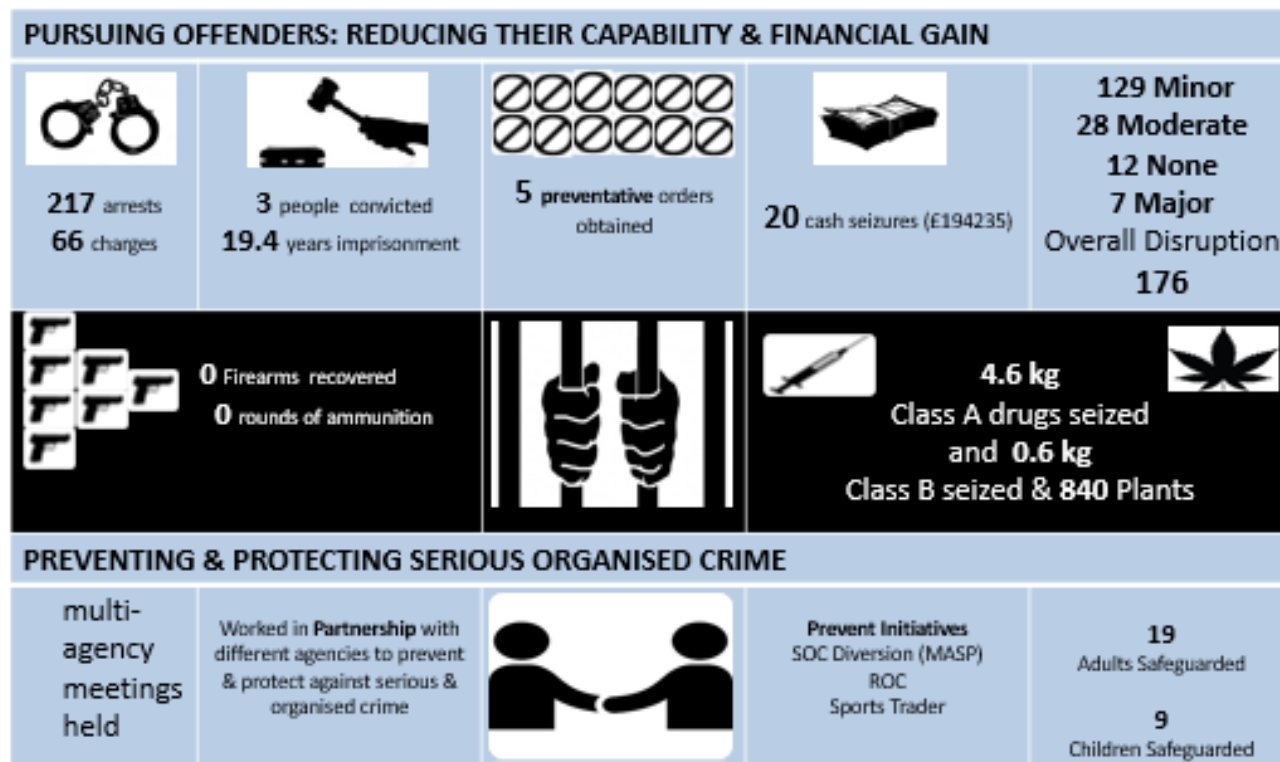 PURSUING OFFENDERS: REDUCING THEIR CAPABILITY & FINANCIAL GAIN
217 arrests
66 charges
3 people convicted
19.4 years imprisonment
5 preventative orders
obtained
20 cash seizures (£194235)
129 Minor
28 Moderate
12 None
7 Major
Overall Disruption
176
0 Firearms recovered
0 rounds of ammunition
4.6 kg
Class A drugs seized
and 0.6 kg
Class B seized & 840 Plants
PREVENTING & PROTECTING SERIOUS ORGANISED CRIME
multi-
agency
meetings
held
Worked in Partnership with
different agencies to prevent
& protect against serious &
organised crime
Prevent Initiatives
SOC Diversion (MASP)
ROC
Sports Trader
19
Adults Safeguarded
9
Children Safeguarded